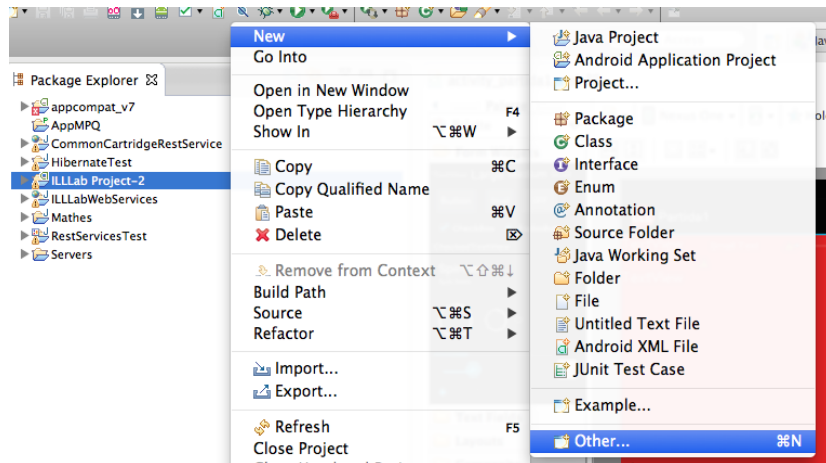 Package Explorer
appcompat_v7
AppMPQ
CommonCartridgeRestService
HibernateTest
ILLLab Project-2
ILLLabWebServices
Mathes
RestServicesTest
Servers
New
Go Into
Open in New Window
Open Type Hierarchy F4
Show In ⌥⌘W
Copy ⌘C
Copy Qualified Name
Paste ⌘V
Delete ⌦
Remove from Context ⌥⇧⌘↓
Build Path
Source ⌥⌘S
Refactor ⌥⌘T
Import...
Export...
Refresh F5
Close Project
Java Project
Android Application Project
Project...
Package
Class
Interface
Enum
Annotation
Source Folder
Java Working Set
Folder
File
Untitled Text File
Android XML File
JUnit Test Case
Example...
Other... ⌘N